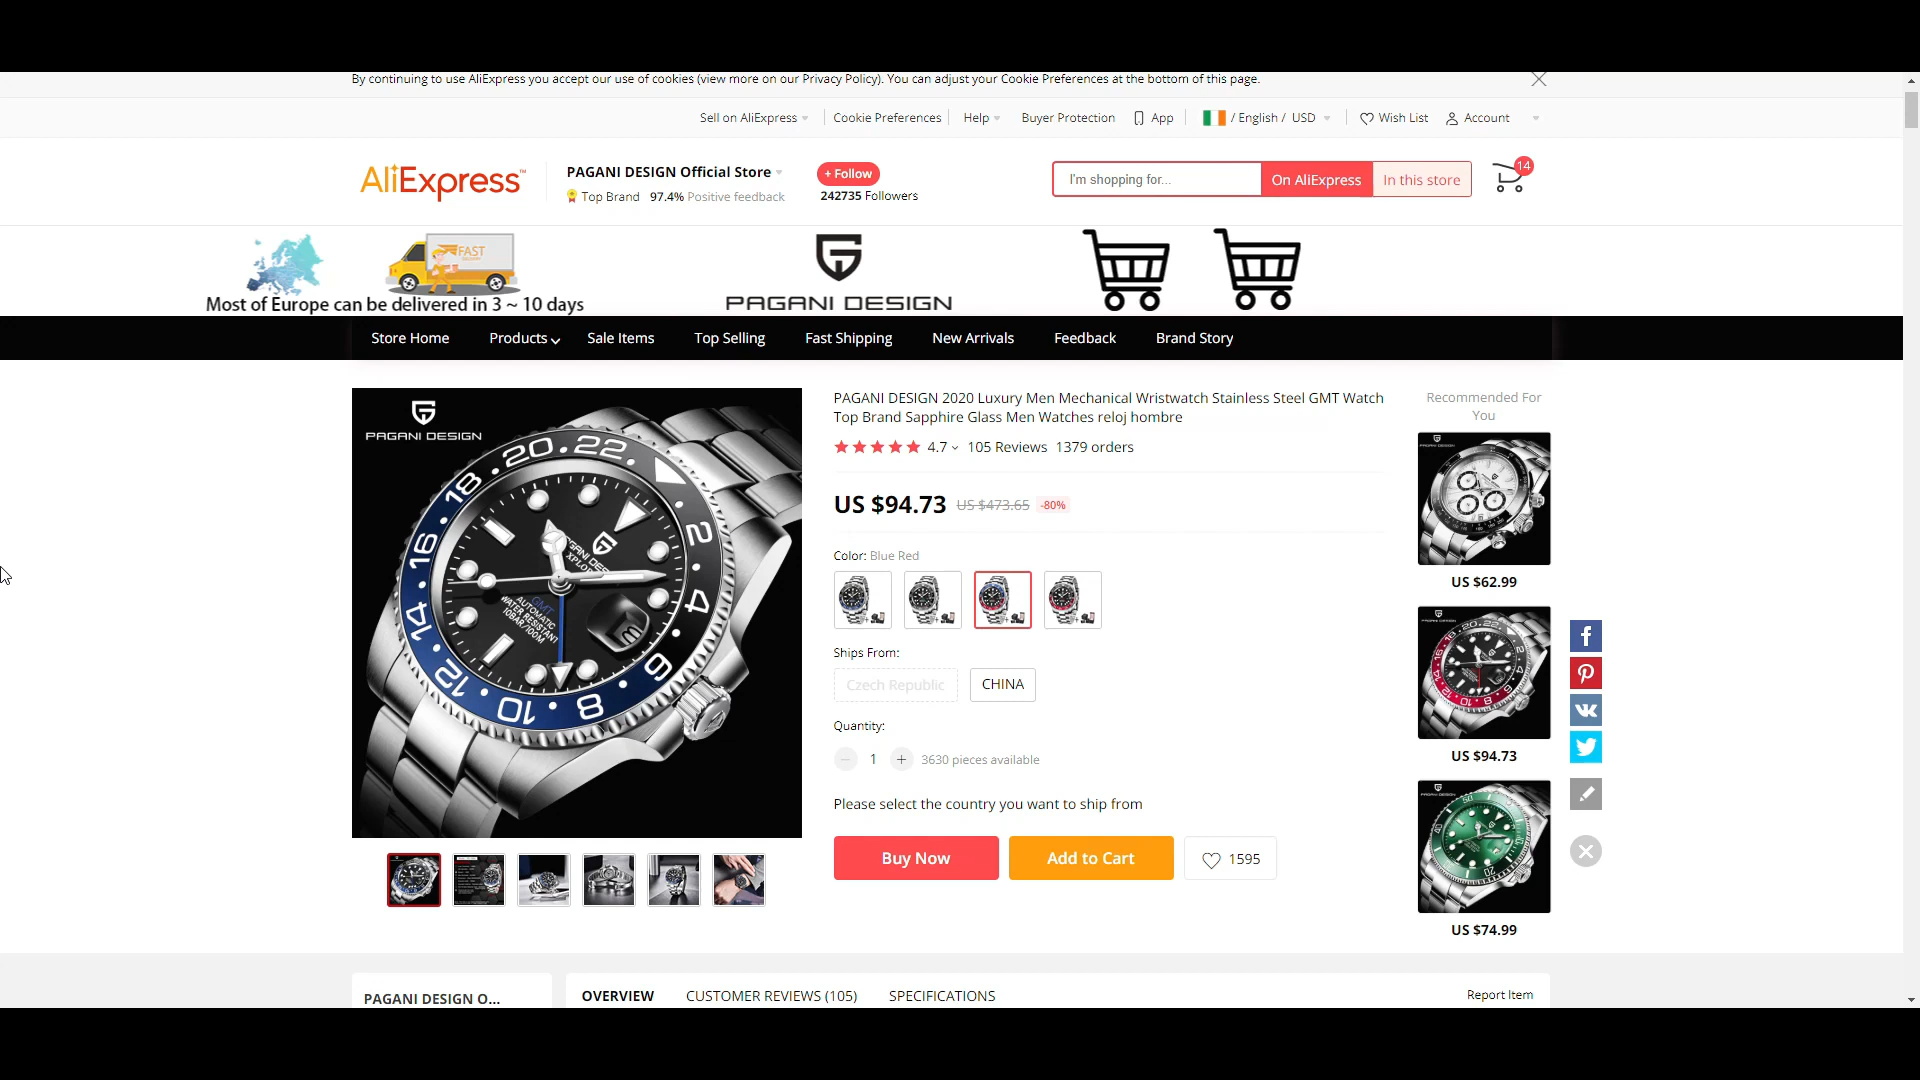 By continuing to use AliExpress you accept our use of cookies (view more on our Privacy Policy). You can adjust your Cookie Preferences at the bottom of this page.
Sell on AliExpress Cookie Preferences Help Buyer Protection App / English / USD Wish List Account
AliExpress™
PAGANI DESIGN Official Store
Top Brand 97.4% Positive feedback
+ Follow
242735 Followers
I'm shopping for... On AliExpress In this store
14
FAST
Most of Europe can be delivered in 3 ~ 10 days
PAGANI DESIGN
Store Home Products Sale Items Top Selling Fast Shipping New Arrivals Feedback Brand Story
PAGANI DESIGN
20 22 2 4 6 8 10 12 14 16 18
GMT
AUTOMATIC
WATER RESISTANT
10BAR/100M
PAGANI DESIGN 2020 Luxury Men Mechanical Wristwatch Stainless Steel GMT Watch
Top Brand Sapphire Glass Men Watches reloj hombre
4.7 105 Reviews 1379 orders
US $94.73 US $473.65 -80%
Color: Blue Red
Ships From:
Czech Republic CHINA
Quantity:
− 1 + 3630 pieces available
Please select the country you want to ship from
Buy Now Add to Cart 1595
Recommended For
You
US $62.99
US $94.73
US $74.99
PAGANI DESIGN O...
OVERVIEW CUSTOMER REVIEWS (105) SPECIFICATIONS Report Item